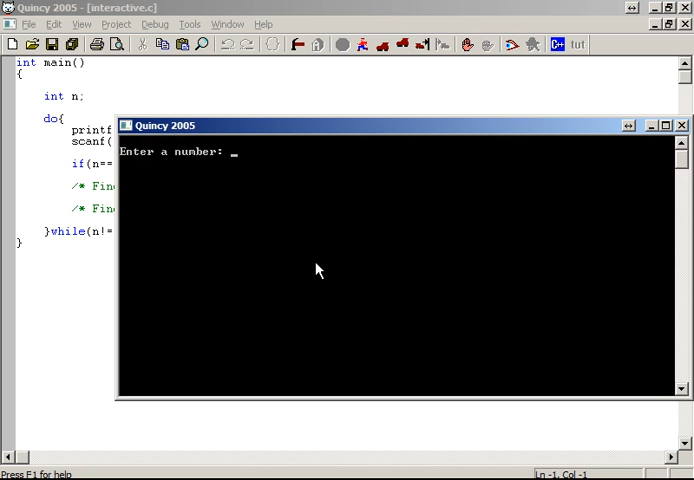 Quincy 2005 - [interactive.c]
File Edit View Project Debug Tools Window Help
C++ tut
int main()
{
int n;
do{
printf
scanf(
if(n==
/* Fin
/* Fin
}while(n!=
}
Quincy 2005
Enter a number: _
Press F1 for help
Ln -1, Col -1